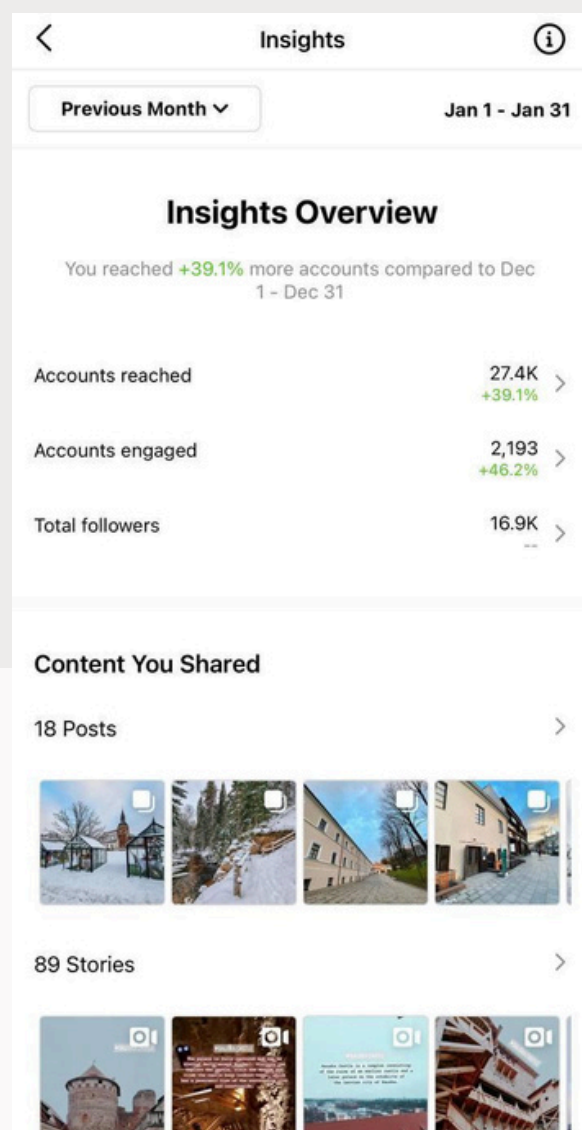 Insights
Previous Month
Jan 1 - Jan 31
Insights Overview
You reached +39.1% more accounts compared to Dec
1 - Dec 31
Accounts reached
27.4K
+39.1%
Accounts engaged
2,193
+46.2%
Total followers
16.9K
--
Content You Shared
18 Posts
89 Stories